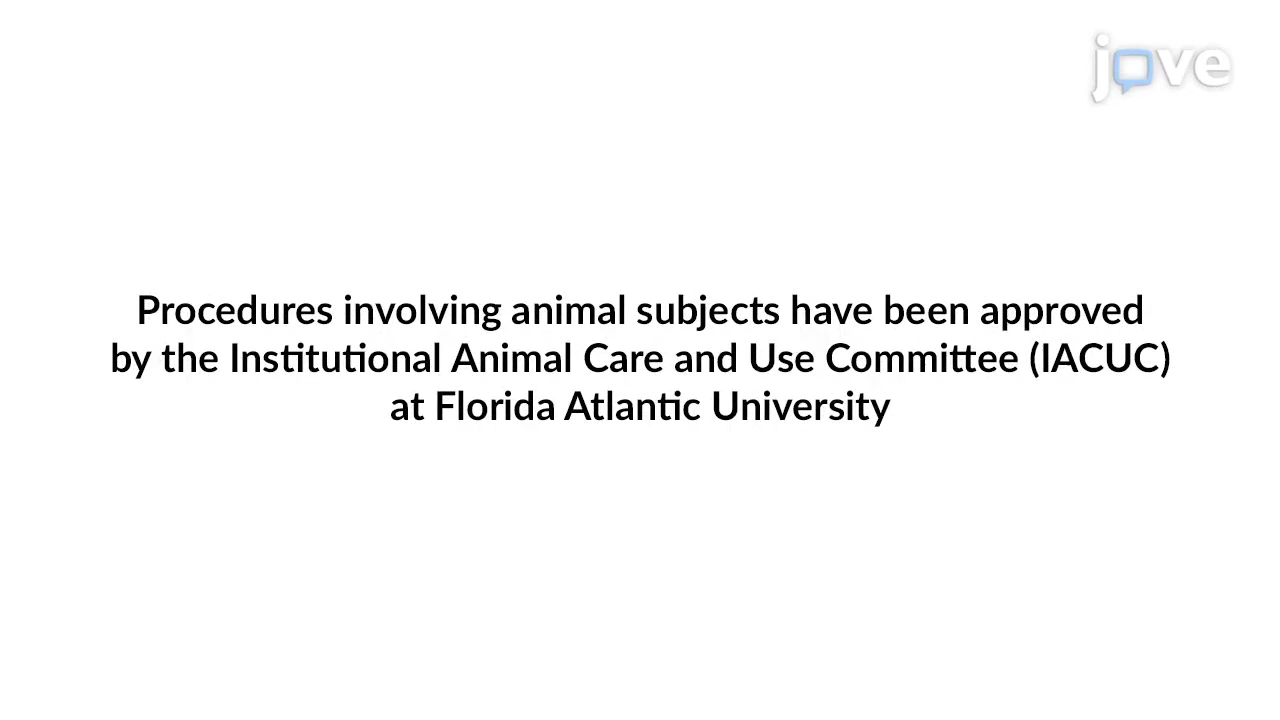 jove
Procedures involving animal subjects have been approved
by the Institutional Animal Care and Use Committee (IACUC)
at Florida Atlantic University